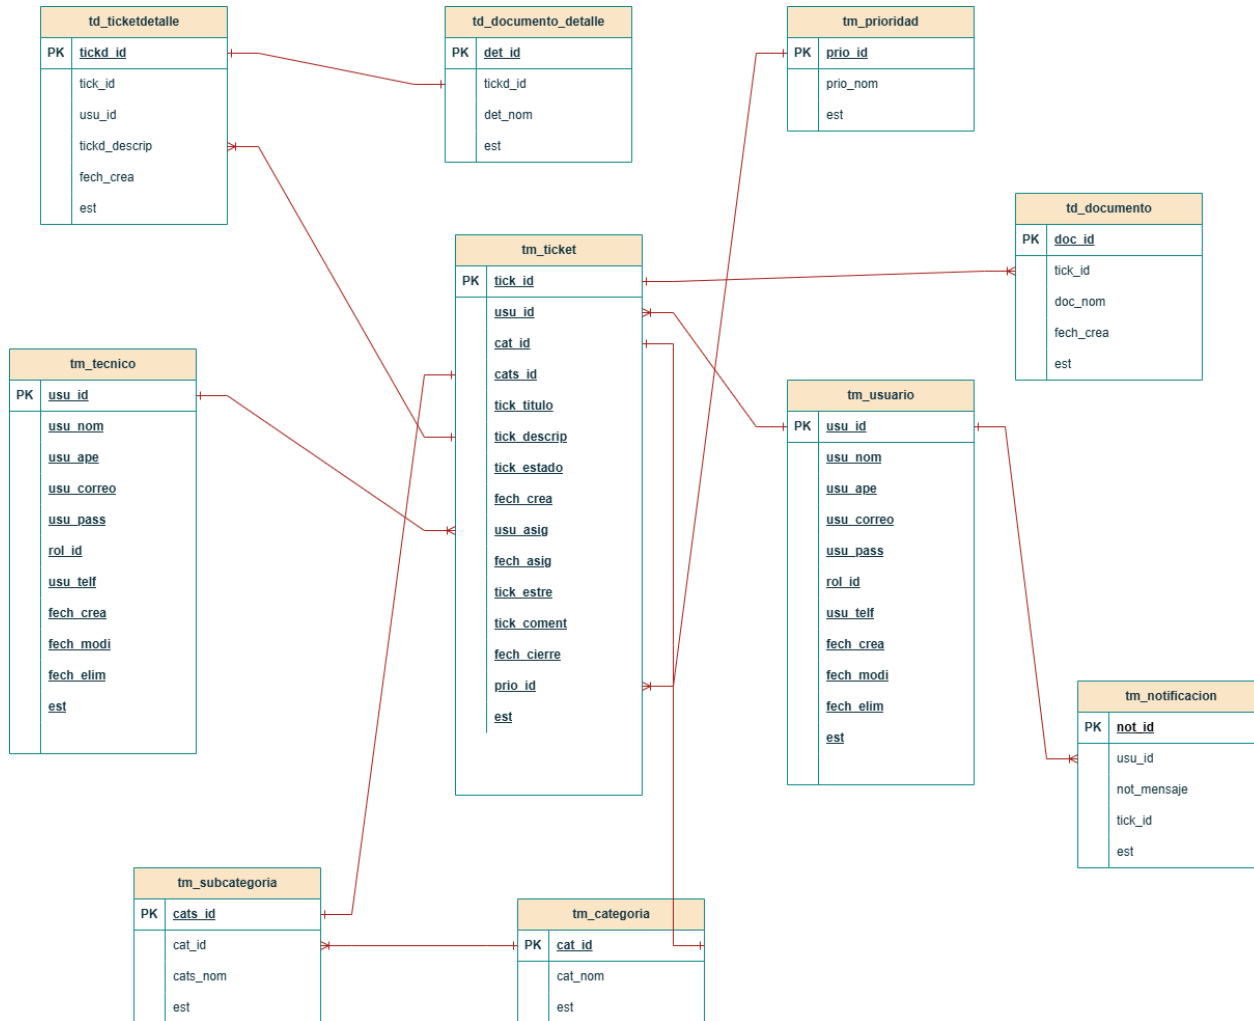 td_ticketdetalle
PK tickd_id
tick_id
usu_id
tickd_descrip
fech_crea
est
td_documento_detalle
PK det_id
tickd_id
det_nom
est
tm_prioridad
PK prio_id
prio_nom
est
td_documento
PK doc_id
tick_id
doc_nom
fech_crea
est
tm_ticket
PK tick_id
usu_id
cat_id
cats_id
tick_titulo
tick_descrip
tick_estado
fech_crea
usu_asig
fech_asig
tick_estre
tick_coment
fech_cierre
prio_id
est
tm_tecnico
PK usu_id
usu_nom
usu_ape
usu_correo
usu_pass
rol_id
usu_telf
fech_crea
fech_modi
fech_elim
est
tm_usuario
PK usu_id
usu_nom
usu_ape
usu_correo
usu_pass
rol_id
usu_telf
fech_crea
fech_modi
fech_elim
est
tm_notificacion
PK not_id
usu_id
not_mensaje
tick_id
est
tm_subcategoria
PK cats_id
cat_id
cats_nom
est
tm_categoria
PK cat_id
cat_nom
est